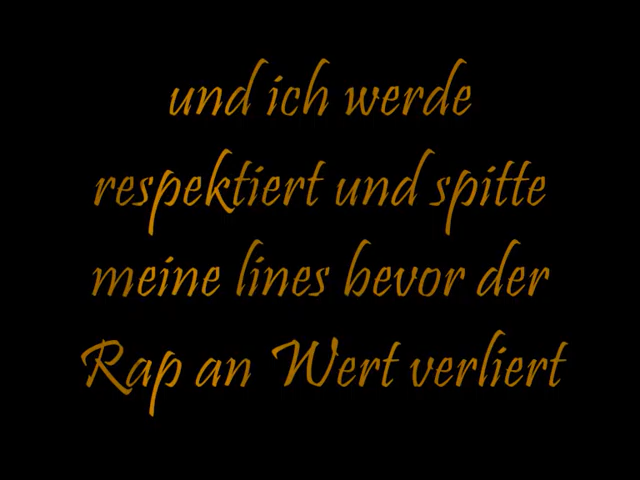 und ich werde
respektiert und spitte
meine lines bevor der
Rap an Wert verliert